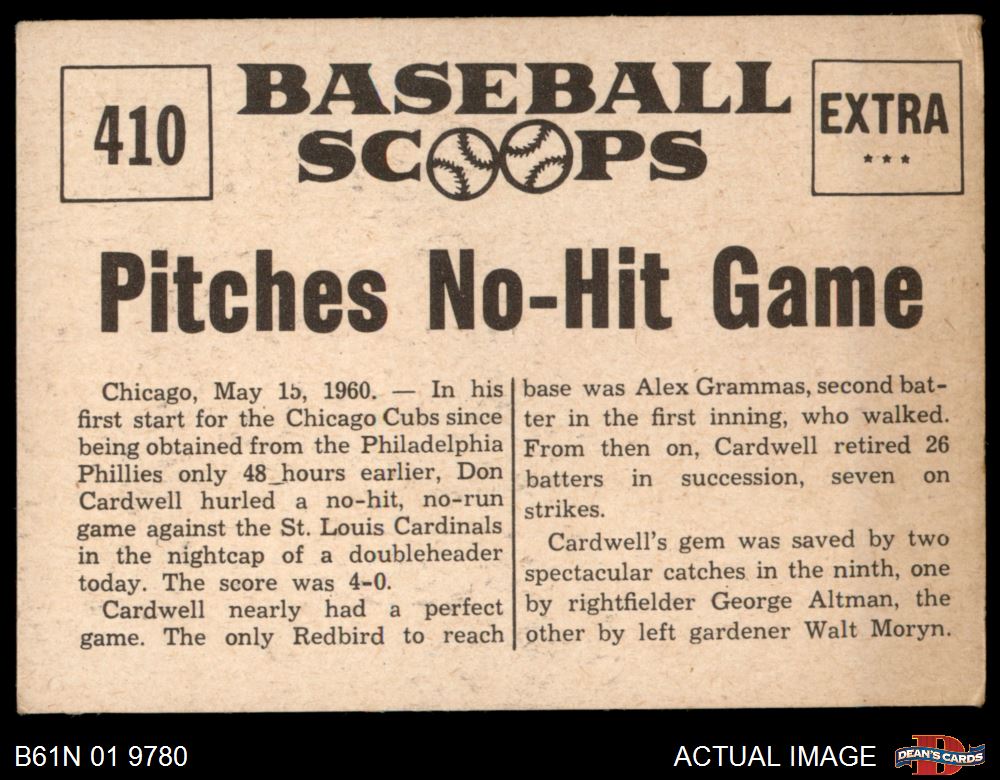 410
BASEBALL
SCOOPS
EXTRA
***
Pitches No-Hit Game
Chicago, May 15, 1960. — In his
first start for the Chicago Cubs since
being obtained from the Philadelphia
Phillies only 48 hours earlier, Don
Cardwell hurled a no-hit, no-run
game against the St. Louis Cardinals
in the nightcap of a doubleheader
today. The score was 4-0.
Cardwell nearly had a perfect
game. The only Redbird to reach
base was Alex Grammas, second bat-
ter in the first inning, who walked.
From then on, Cardwell retired 26
batters in succession, seven on
strikes.
Cardwell's gem was saved by two
spectacular catches in the ninth, one
by rightfielder George Altman, the
other by left gardener Walt Moryn.
B61N 01 9780
ACTUAL IMAGE
D
DEAN'S CARDS